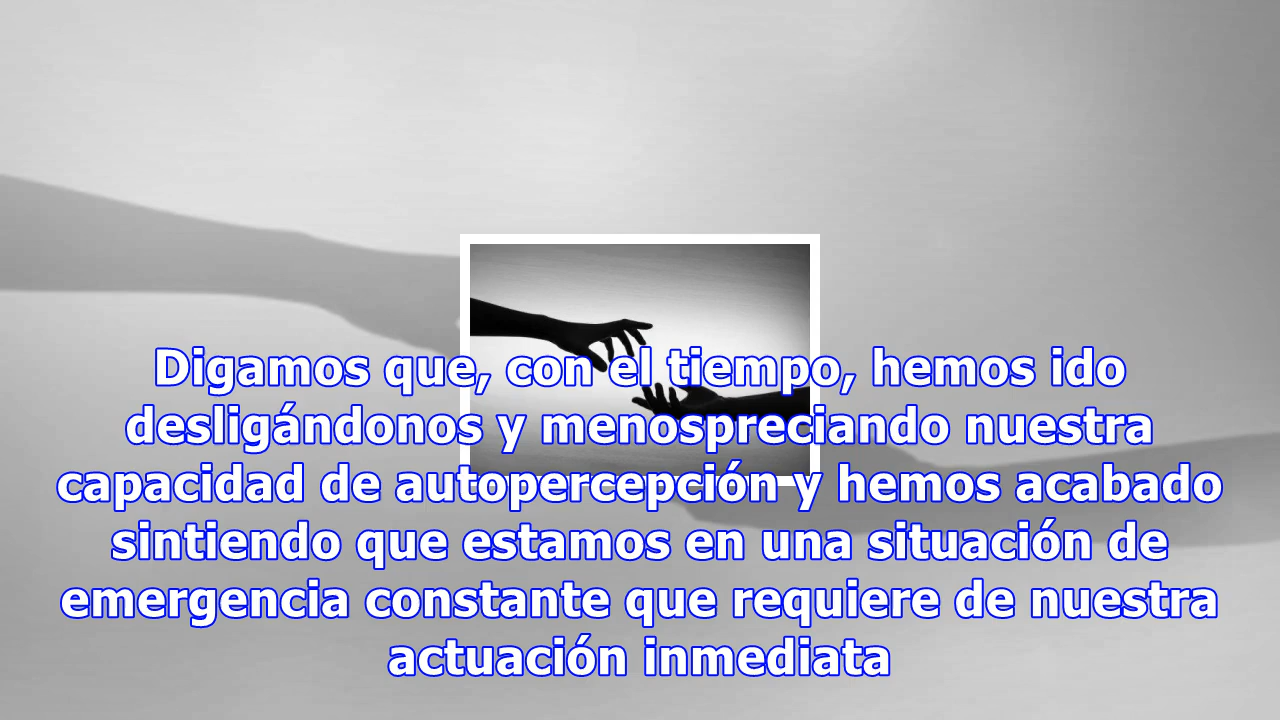 Digamos que, con el tiempo, hemos ido
desligándonos y menospreciando nuestra
capacidad de autopercepción y hemos acabado
sintiendo que estamos en una situación de
emergencia constante que requiere de nuestra
actuación inmediata